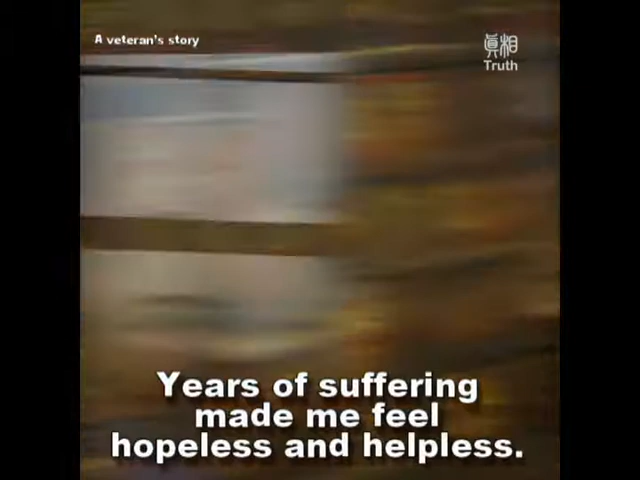 A veteran's story
真相
Truth
Years of suffering
made me feel
hopeless and helpless.